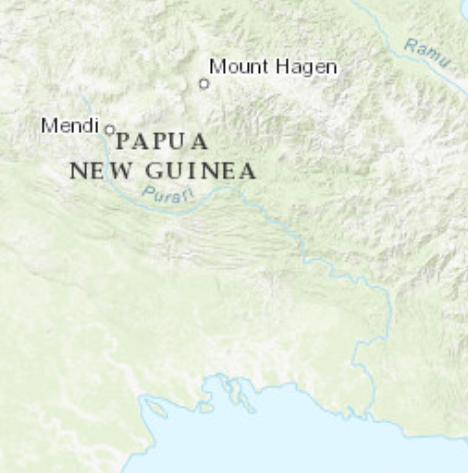 Ramu
Mount Hagen
Mendi
PAPUA
NEW GUINEA
Purari